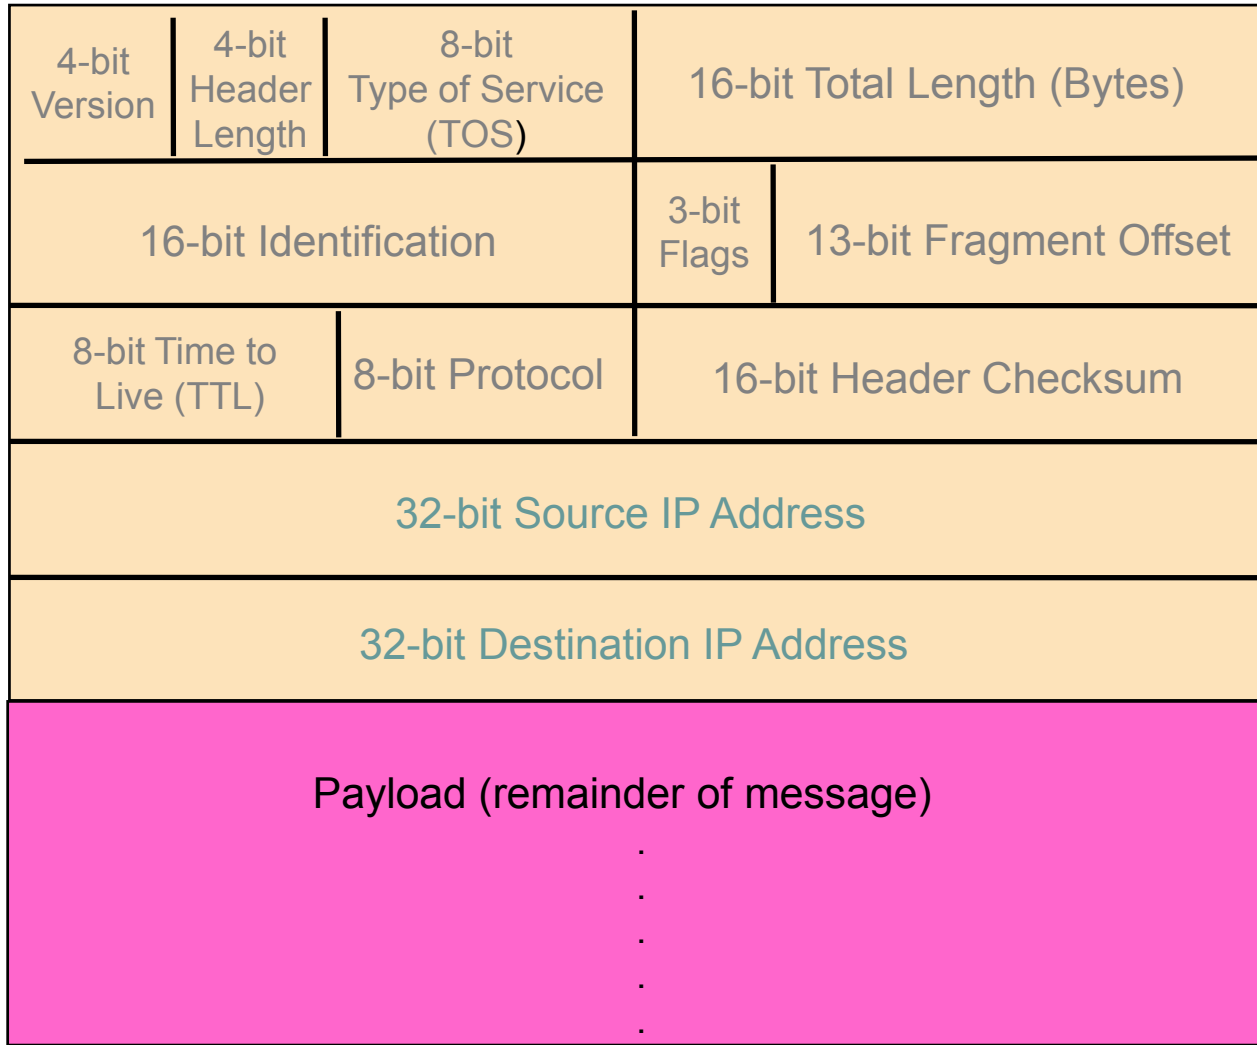 4-bit
Version
4-bit
Header
Length
8-bit
Type of Service
(TOS)
16-bit Total Length (Bytes)
16-bit Identification
3-bit
Flags
13-bit Fragment Offset
8-bit Time to
Live (TTL)
8-bit Protocol
16-bit Header Checksum
32-bit Source IP Address
32-bit Destination IP Address
Payload (remainder of message)
.
.
.
.
.